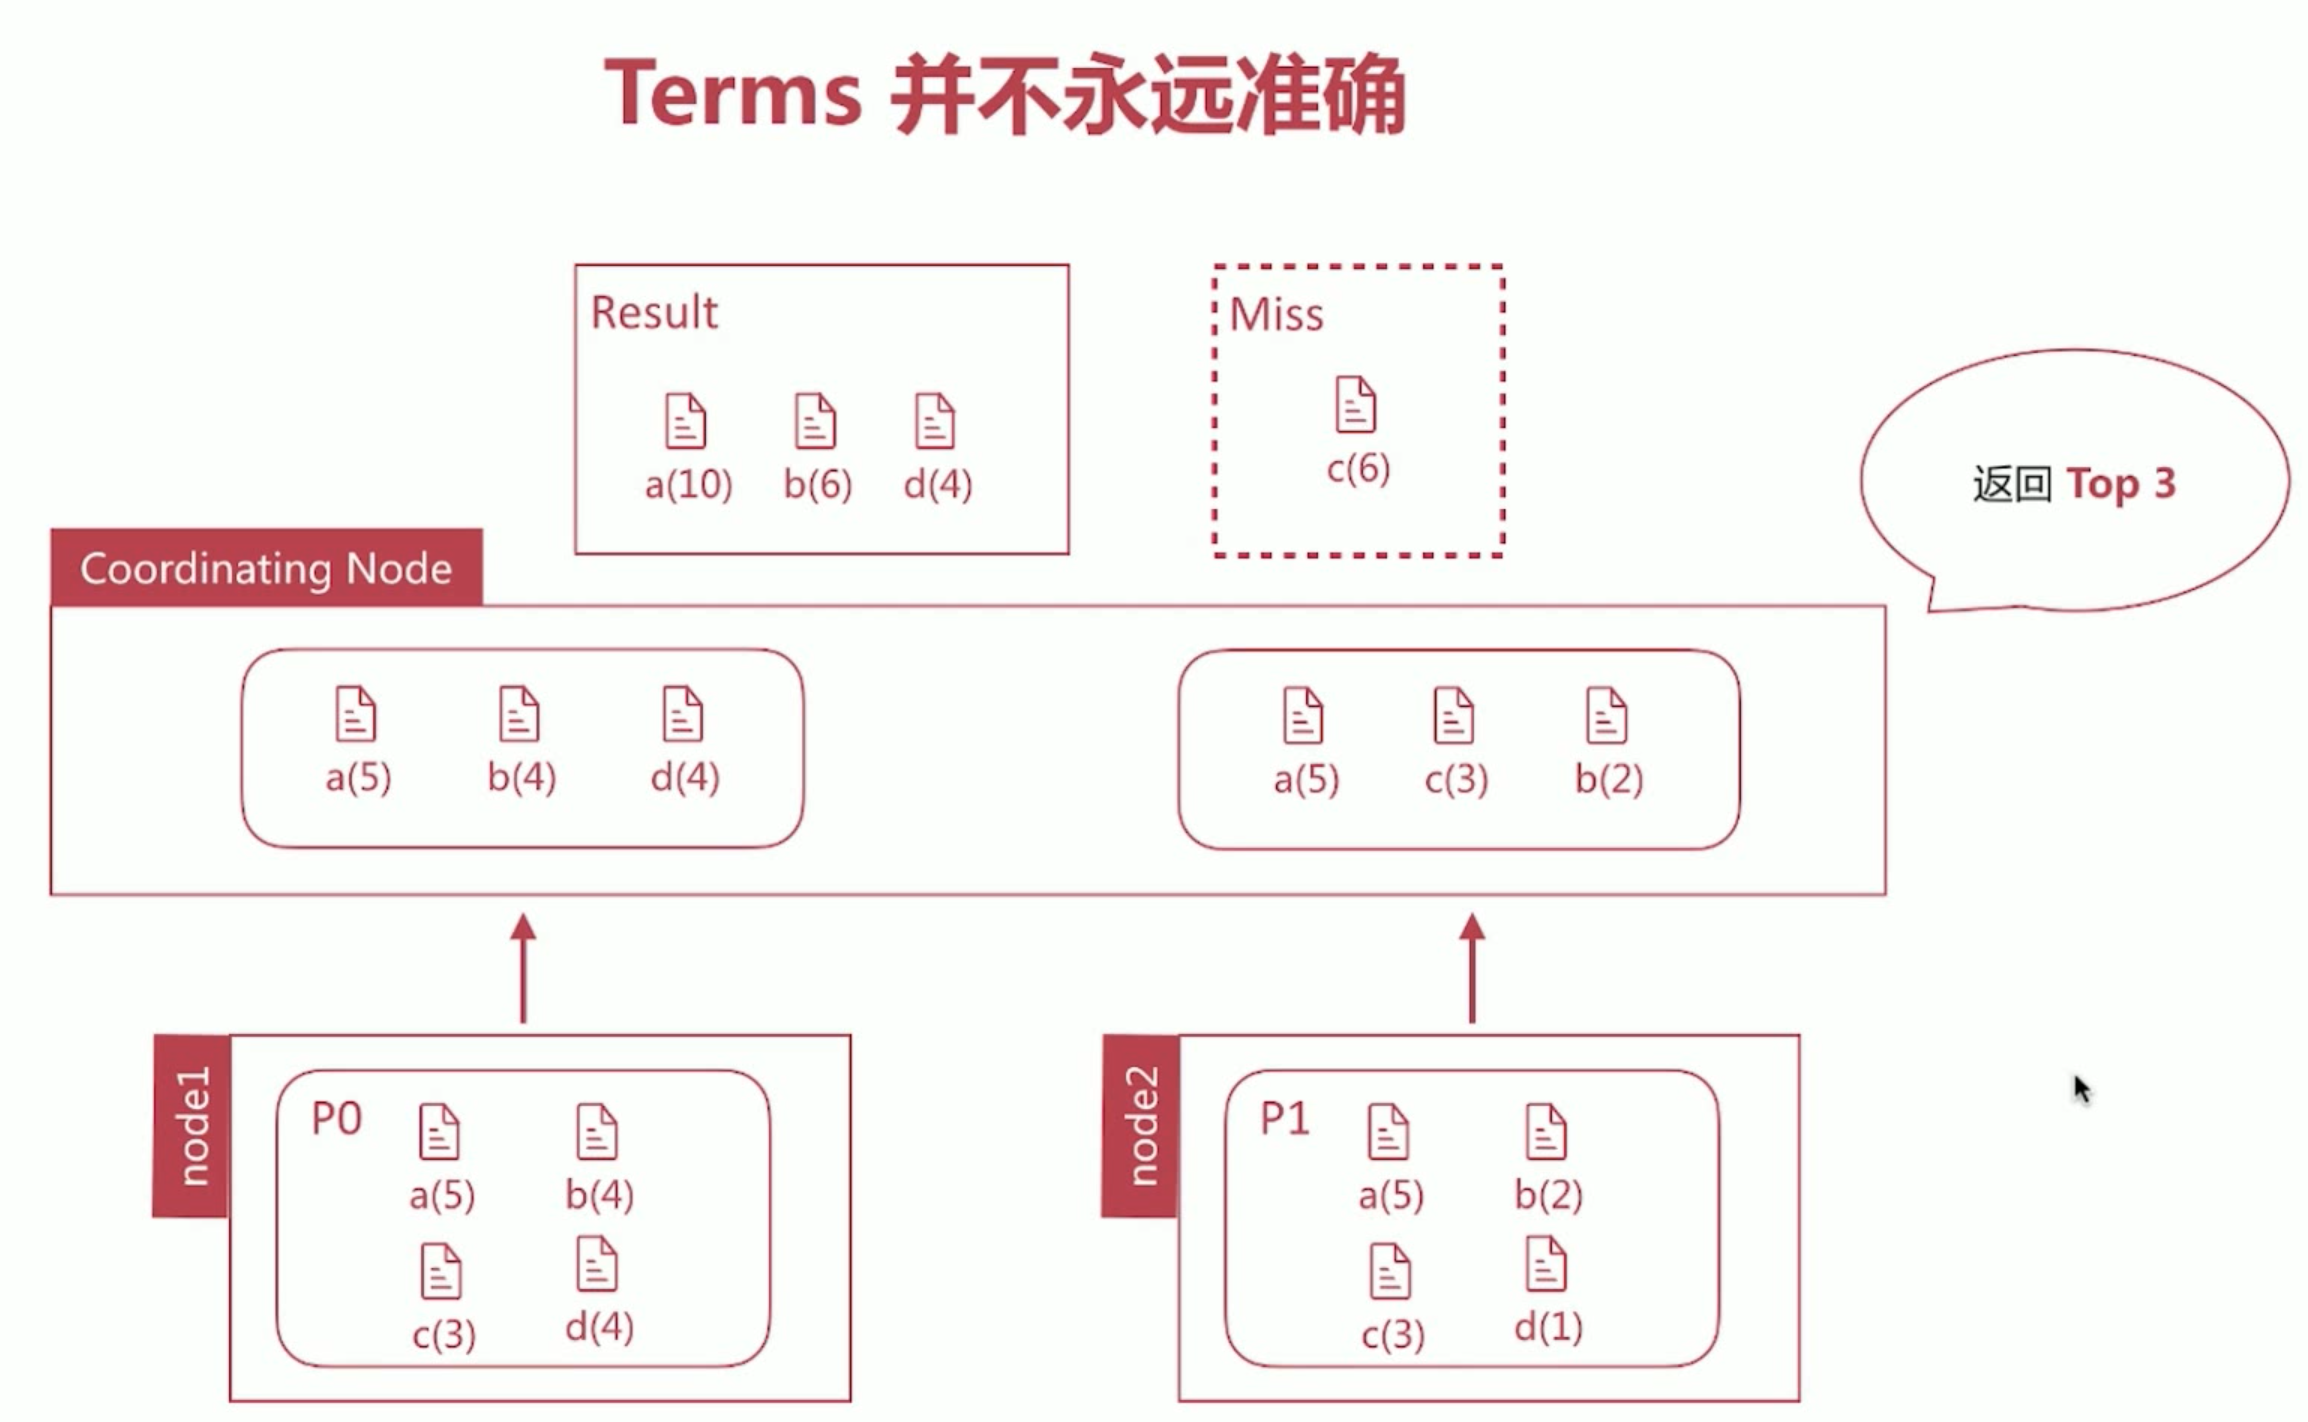 Terms 并不永远准确
Result
a(10) b(6) d(4)
Miss
c(6)
返回 Top 3
Coordinating Node
a(5) b(4) d(4)
a(5) c(3) b(2)
node1
P0
a(5) b(4)
c(3) d(4)
node2
P1
a(5) b(2)
c(3) d(1)